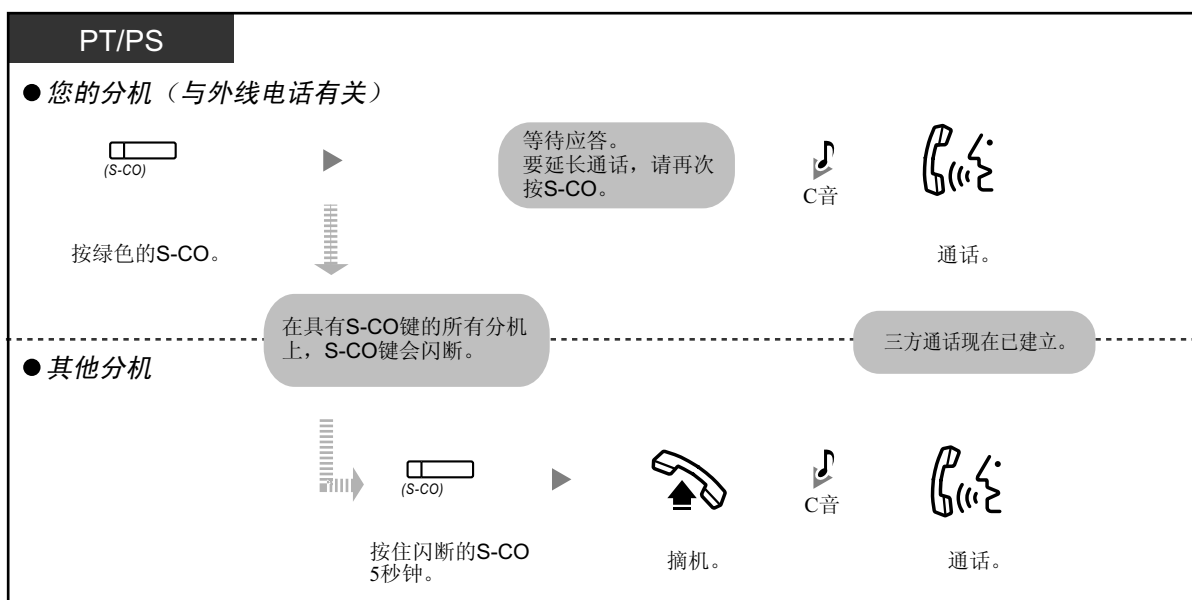 PT/PS
●您的分机（与外线电话有关）
(S-CO)
按绿色的S-CO。
等待应答。
要延长通话，请再次
按S-CO。
C音
通话。
在具有S-CO键的所有分机
上，S-CO键会闪断。
三方通话现在已建立。
●其他分机
(S-CO)
按住闪断的S-CO
5秒钟。
摘机。
C音
通话。